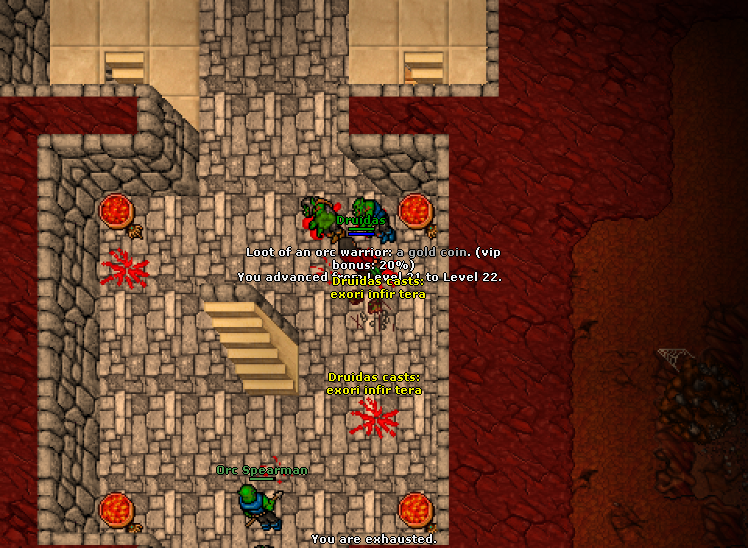 Druidas
Loot of an orc warrior: a gold coin. (vip
bonus: 20%)
You advanced from Level 21 to Level 22.
Druidas casts:
exori infir tera
Druidas casts:
exori infir tera
Orc Spearman
You are exhausted.